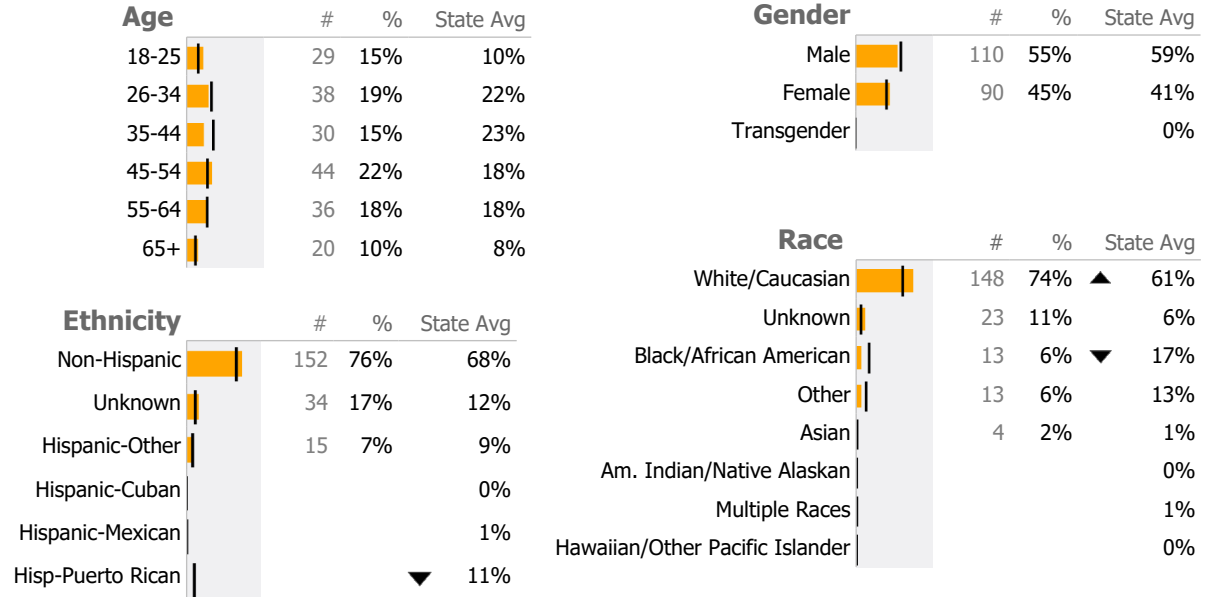 Age # % State Avg
18-25 29 15% 10%
26-34 38 19% 22%
35-44 30 15% 23%
45-54 44 22% 18%
55-64 36 18% 18%
65+ 20 10% 8%
Ethnicity # % State Avg
Non-Hispanic 152 76% 68%
Unknown 34 17% 12%
Hispanic-Other 15 7% 9%
Hispanic-Cuban 0%
Hispanic-Mexican 1%
Hisp-Puerto Rican ▼ 11%
Gender # % State Avg
Male 110 55% 59%
Female 90 45% 41%
Transgender 0%
Race # % State Avg
White/Caucasian 148 74% ▲ 61%
Unknown 23 11% 6%
Black/African American 13 6% ▼ 17%
Other 13 6% 13%
Asian 4 2% 1%
Am. Indian/Native Alaskan 0%
Multiple Races 1%
Hawaiian/Other Pacific Islander 0%